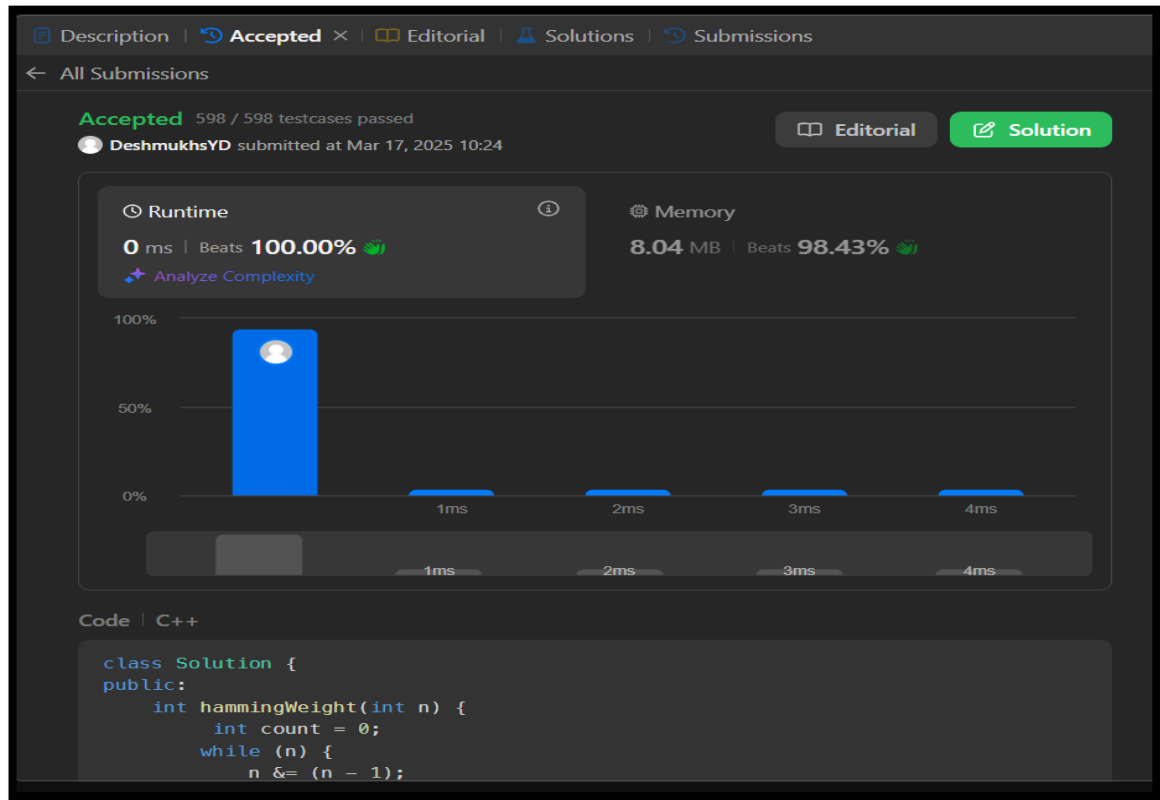 Description | Accepted × | Editorial | Solutions | Submissions
← All Submissions
Accepted 598 / 598 testcases passed
DeshmukhsYD submitted at Mar 17, 2025 10:24
Editorial
Solution
Runtime
0 ms | Beats 100.00%
Analyze Complexity
Memory
8.04 MB | Beats 98.43%
100%
50%
0%
1ms 2ms 3ms 4ms
1ms 2ms 3ms 4ms
Code | C++
class Solution {
public:
    int hammingWeight(int n) {
         int count = 0;
        while (n) {
            n &= (n - 1);